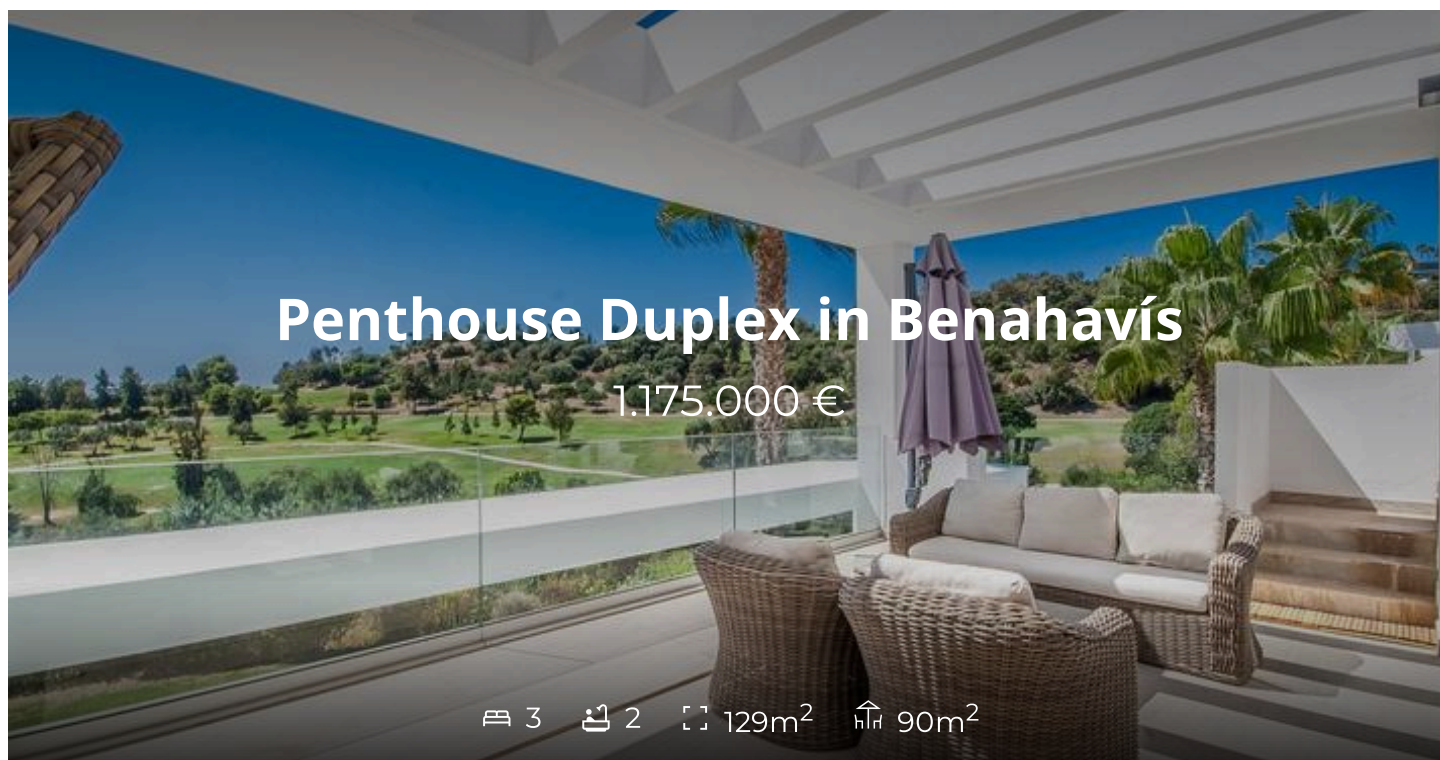 Penthouse Duplex in Benahavís
1.175.000 €
3 2 129m² 90m²